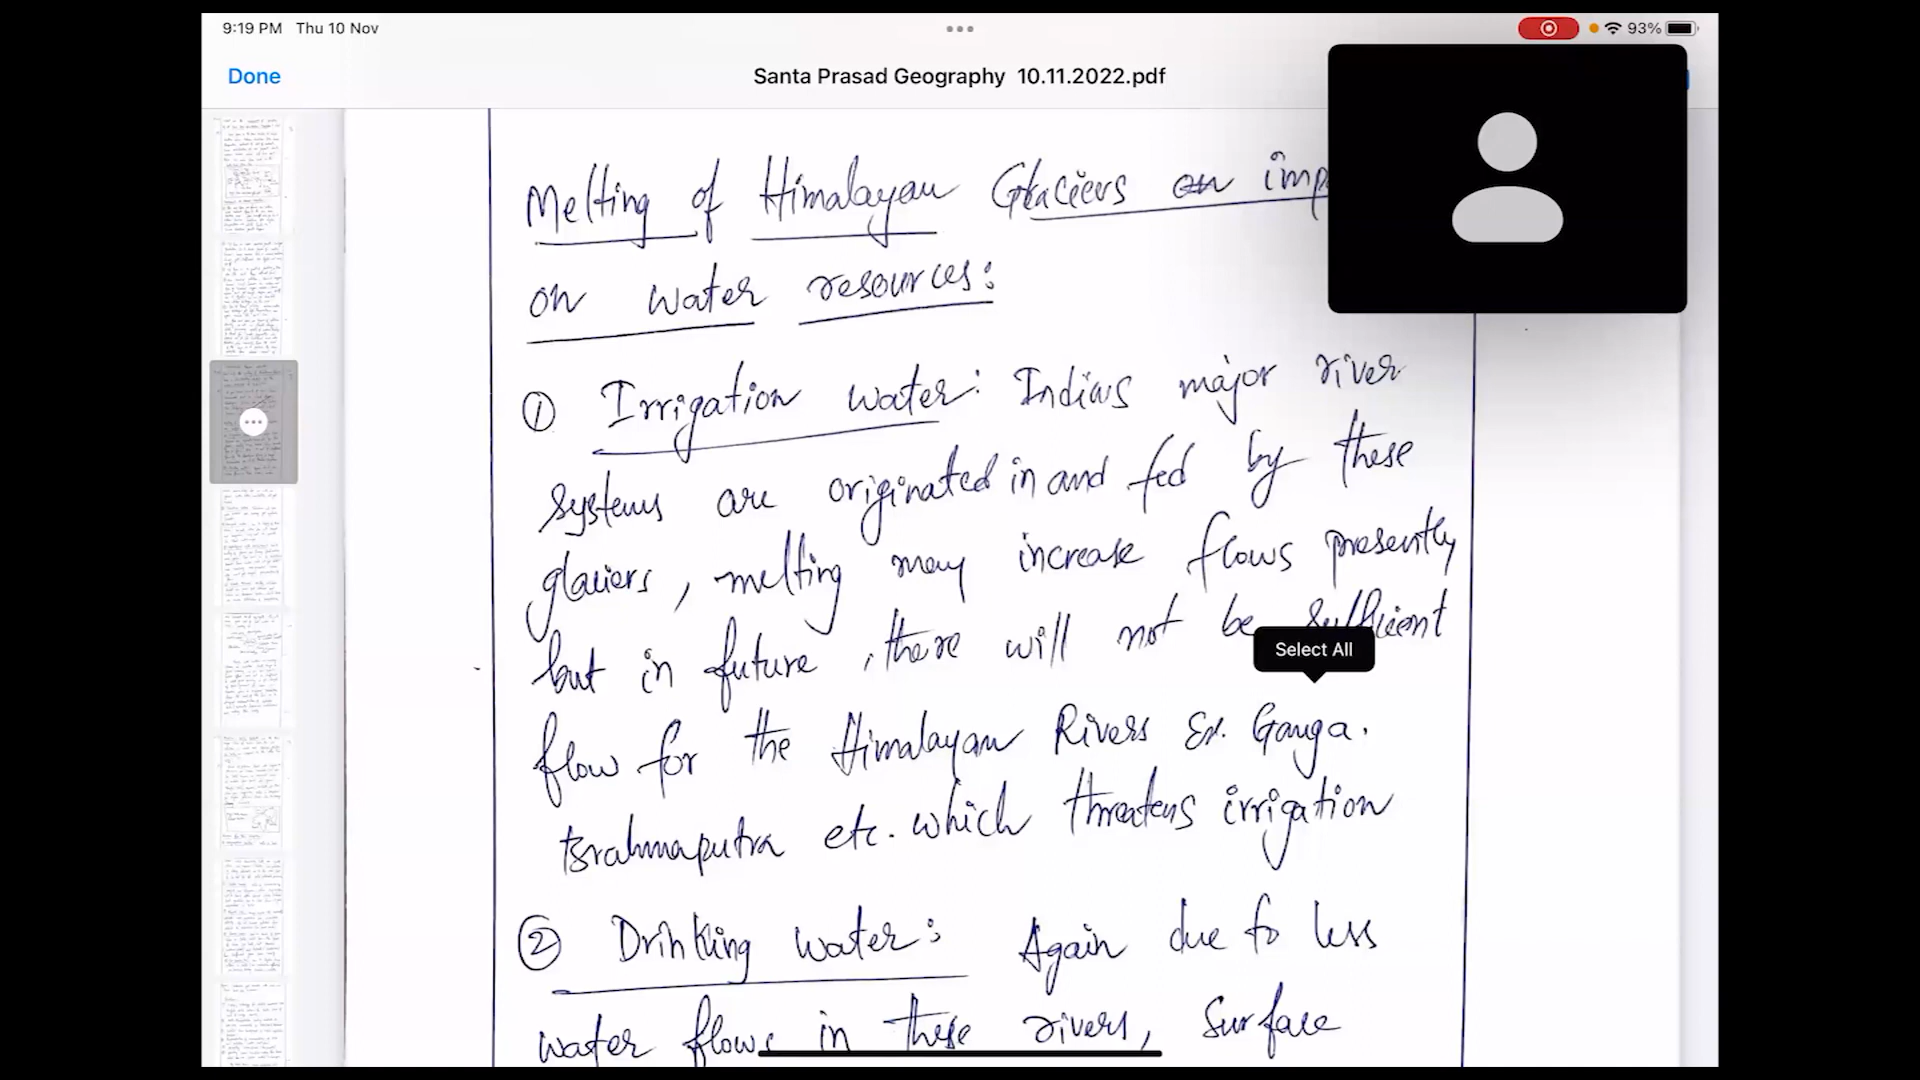 9:19 PM Thu 10 Nov
93%
Done
Santa Prasad Geography 10.11.2022.pdf
Melting of Himalayan Glaciers on imp
on water resources:
① Irrigation water: Indias major river
systems are originated in and fed by these
glaciers, melting may increase flows presently
but in future, there will not be sufficient
Select All
flow for the Himalayan Rivers Ex. Ganga.
Brahmaputra etc. which threatens irrigation
② Drinking water: Again due to less
water flows in these rivers, surface